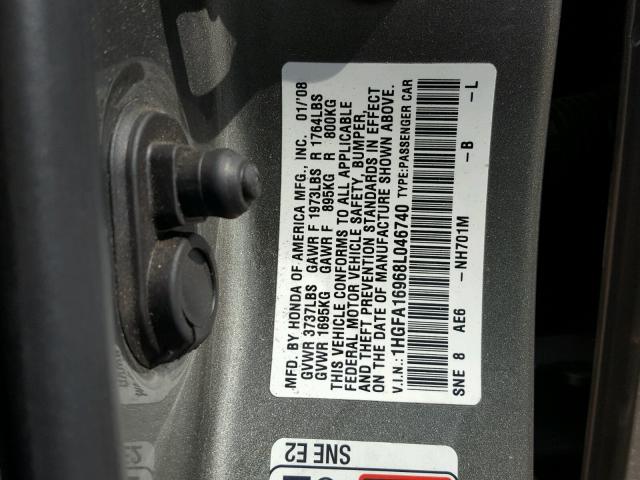 MFD. BY HONDA OF AMERICA MFG., INC. 01/'08
GVWR 3737LBS GAWR F 1973LBS R 1764LBS
GVWR 1695KG GAWR F 895KG R 800KG
THIS VEHICLE CONFORMS TO ALL APPLICABLE
FEDERAL MOTOR VEHICLE SAFETY, BUMPER,
AND THEFT PREVENTION STANDARDS IN EFFECT
ON THE DATE OF MANUFACTURE SHOWN ABOVE.
V.I.N.: 1HGFA16968L046740 TYPE: PASSENGER CAR
SNE 8 AE6 -NH701M -B -L
SNE E2